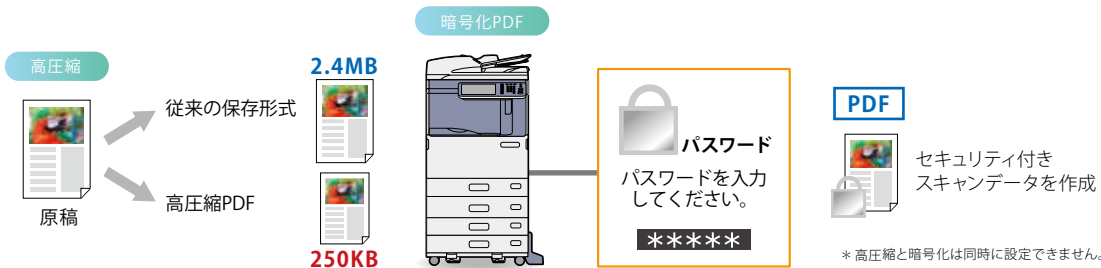 高圧縮
原稿
従来の保存形式
2.4MB
高圧縮PDF
250KB
暗号化PDF
パスワード
パスワードを入力
してください。
*****
PDF
セキュリティ付き
スキャンデータを作成
＊高圧縮と暗号化は同時に設定できません。